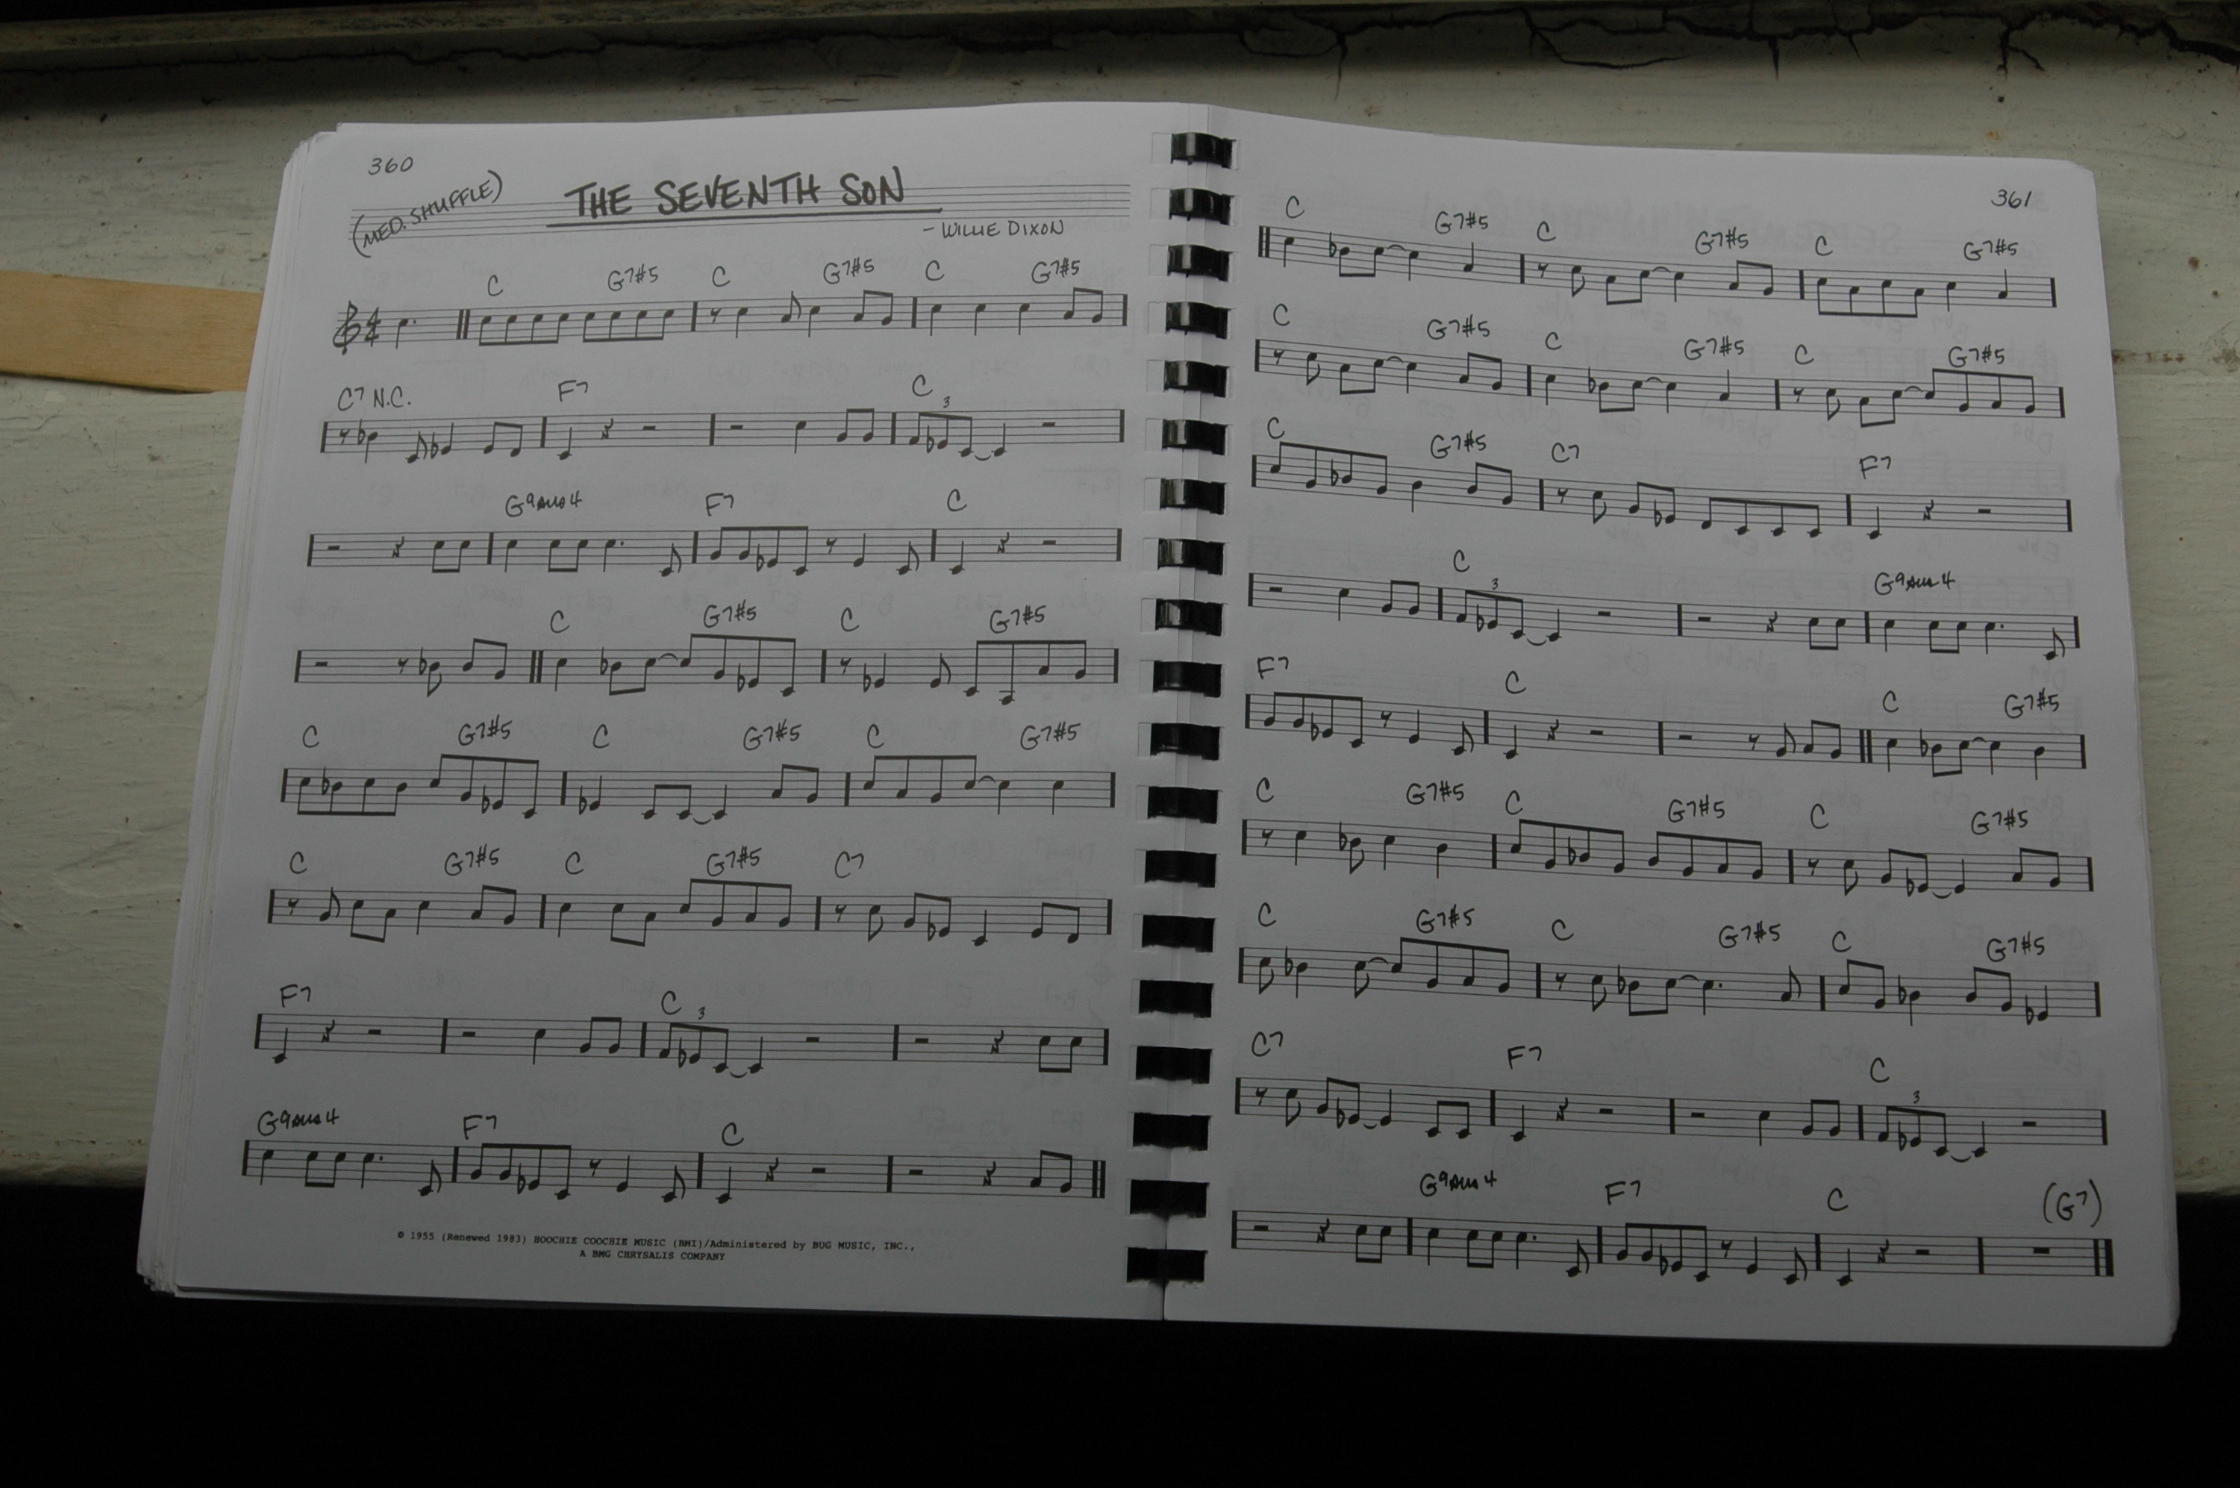 360
(MED. SHUFFLE)
THE SEVENTH SON
- WILLIE DIXON
C G7#5 C G7#5 C G7#5
C7 N.C. F7 C 3
G9sus4 F7 C
C G7#5 C G7#5
C G7#5 C G7#5 C G7#5
C G7#5 C G7#5 C7
F7 C 3
G9sus4 F7 C
© 1955 (Renewed 1983) HOOCHIE COOCHIE MUSIC (BMI)/Administered by BUG MUSIC, INC.,
A BMG CHRYSALIS COMPANY
361
C G7#5 C G7#5 C G7#5
C G7#5 C G7#5 C G7#5
C G7#5 C7 F7
C 3 G9sus4
F7 C C G7#5
C G7#5 C G7#5 C G7#5
C G7#5 C G7#5 C G7#5
C7 F7 C 3
G9sus4 F7 C (G7)